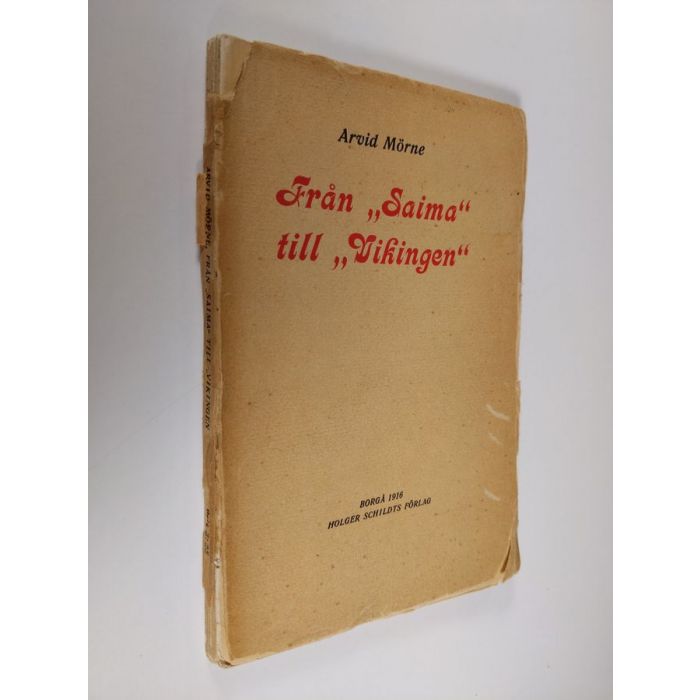 Arvid Mörne
Från „Saima“
till „Vikingen“
BORGÅ 1916
HOLGER SCHILDTS FÖRLAG
ARVID MÖRNE, FRÅN „SAIMA“ TILL „VIKINGEN“